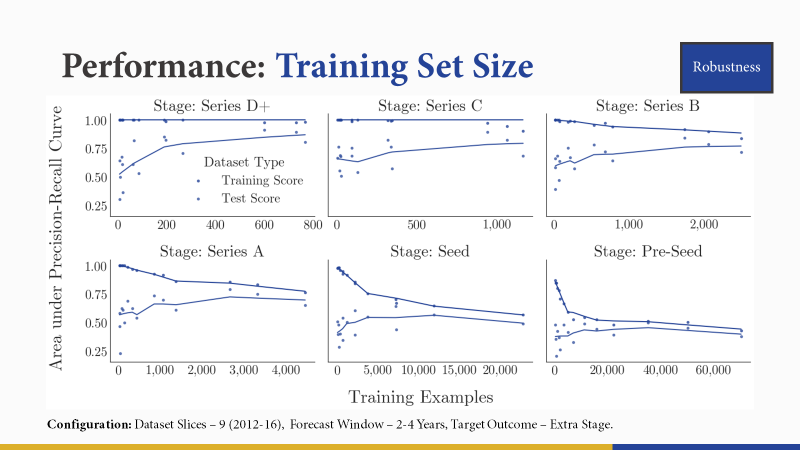 Performance: Training Set Size
Robustness
Area under Precision-Recall Curve
Stage: Series D+
Stage: Series C
Stage: Series B
1.00
0.75
0.50
0.25
Dataset Type
Training Score
Test Score
0 200 400 600 800
0 500 1,000
0 1,000 2,000
Stage: Series A
Stage: Seed
Stage: Pre-Seed
1.00
0.75
0.50
0.25
0 1,000 2,000 3,000 4,000
0 5,000 10,000 15,000 20,000
0 20,000 40,000 60,000
Training Examples
Configuration: Dataset Slices – 9 (2012-16), Forecast Window – 2-4 Years, Target Outcome – Extra Stage.